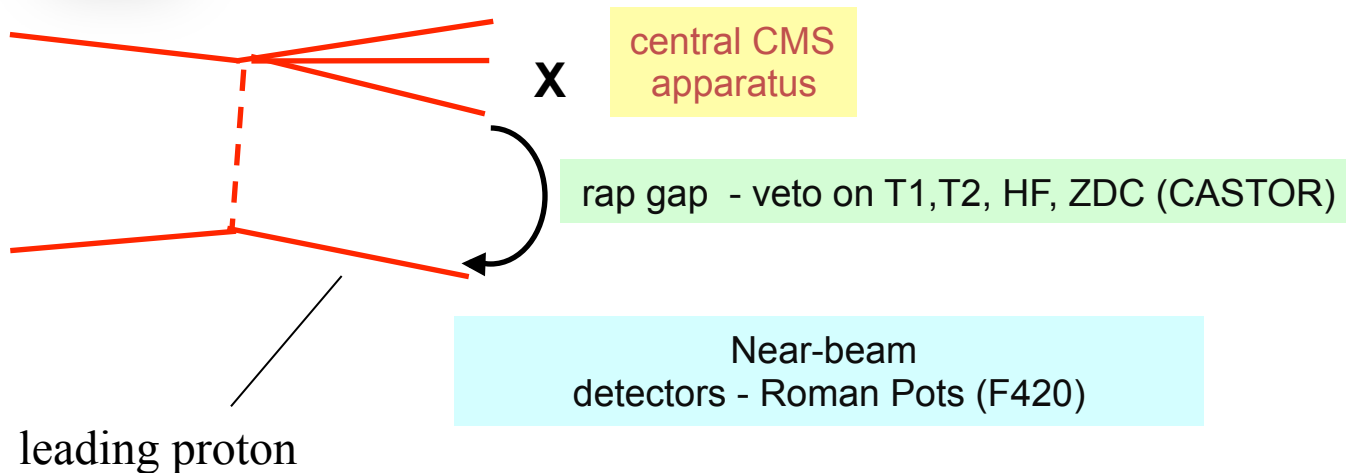 central CMS
apparatus
X
rap gap - veto on T1,T2, HF, ZDC (CASTOR)
Near-beam
detectors - Roman Pots (F420)
leading proton